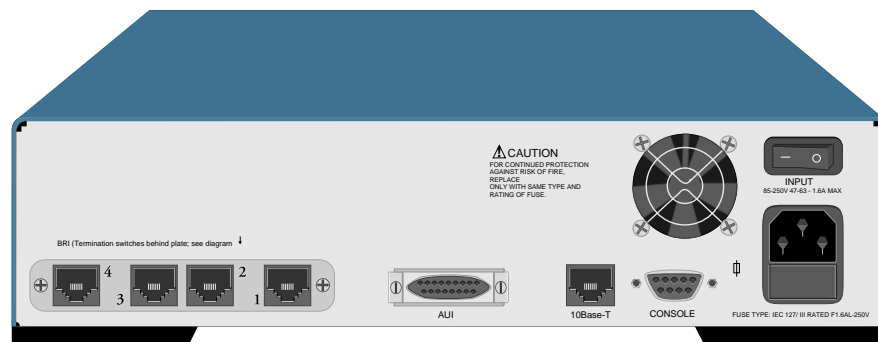 CAUTION
FOR CONTINUED PROTECTION
AGAINST RISK OF FIRE,
REPLACE
ONLY WITH SAME TYPE AND
RATING OF FUSE.
INPUT
85-250V 47-63 - 1.6A MAX
BRI (Termination switches behind plate; see diagram
4
3
2
1
AUI
10Base-T
CONSOLE
FUSE TYPE: IEC 127/ III RATED F1.6AL-250V